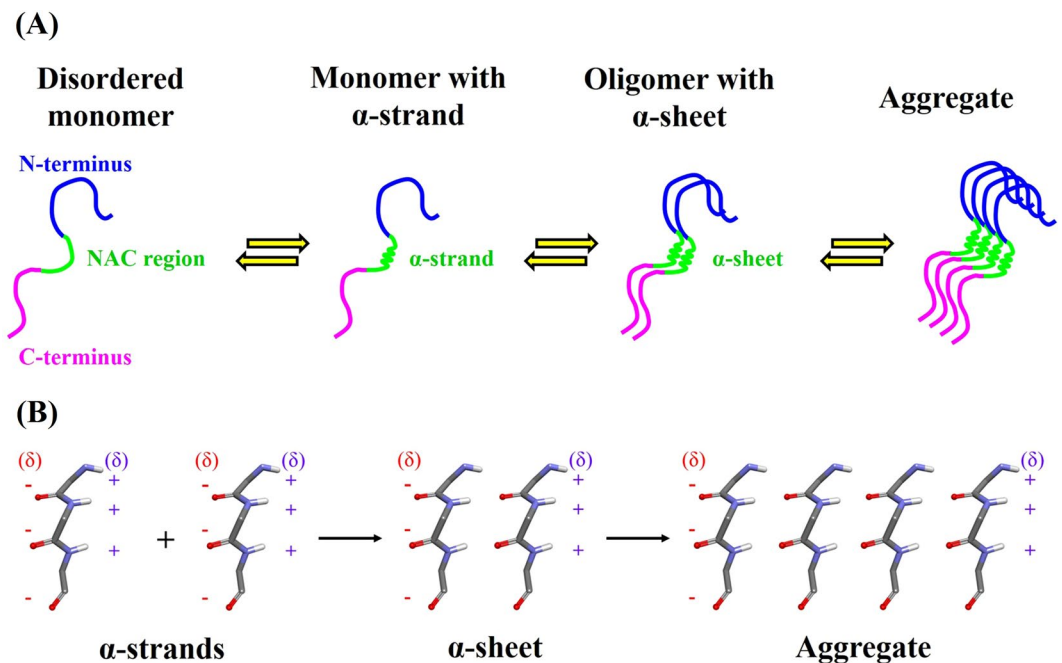 (A)
Disordered
monomer
Monomer with
α-strand
Oligomer with
α-sheet
Aggregate
N-terminus
NAC region
α-strand
α-sheet
C-terminus
(B)
(δ) (δ) (δ) (δ) (δ) (δ) (δ) (δ)
- + - + - + - +
+ + + +
- - - -
+ + + + +
- - - -
α-strands
α-sheet
Aggregate